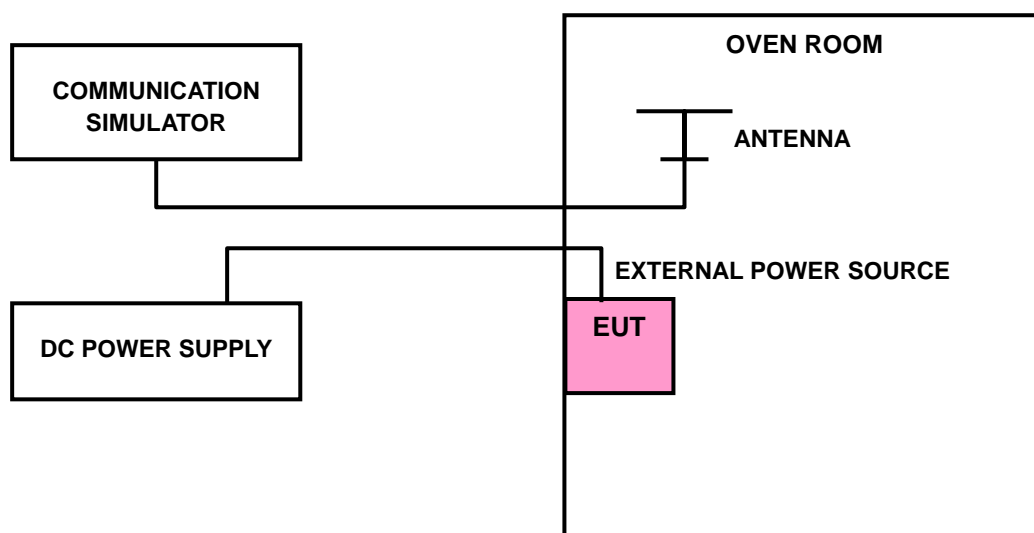 OVEN ROOM
COMMUNICATION
SIMULATOR
ANTENNA
EXTERNAL POWER SOURCE
EUT
DC POWER SUPPLY